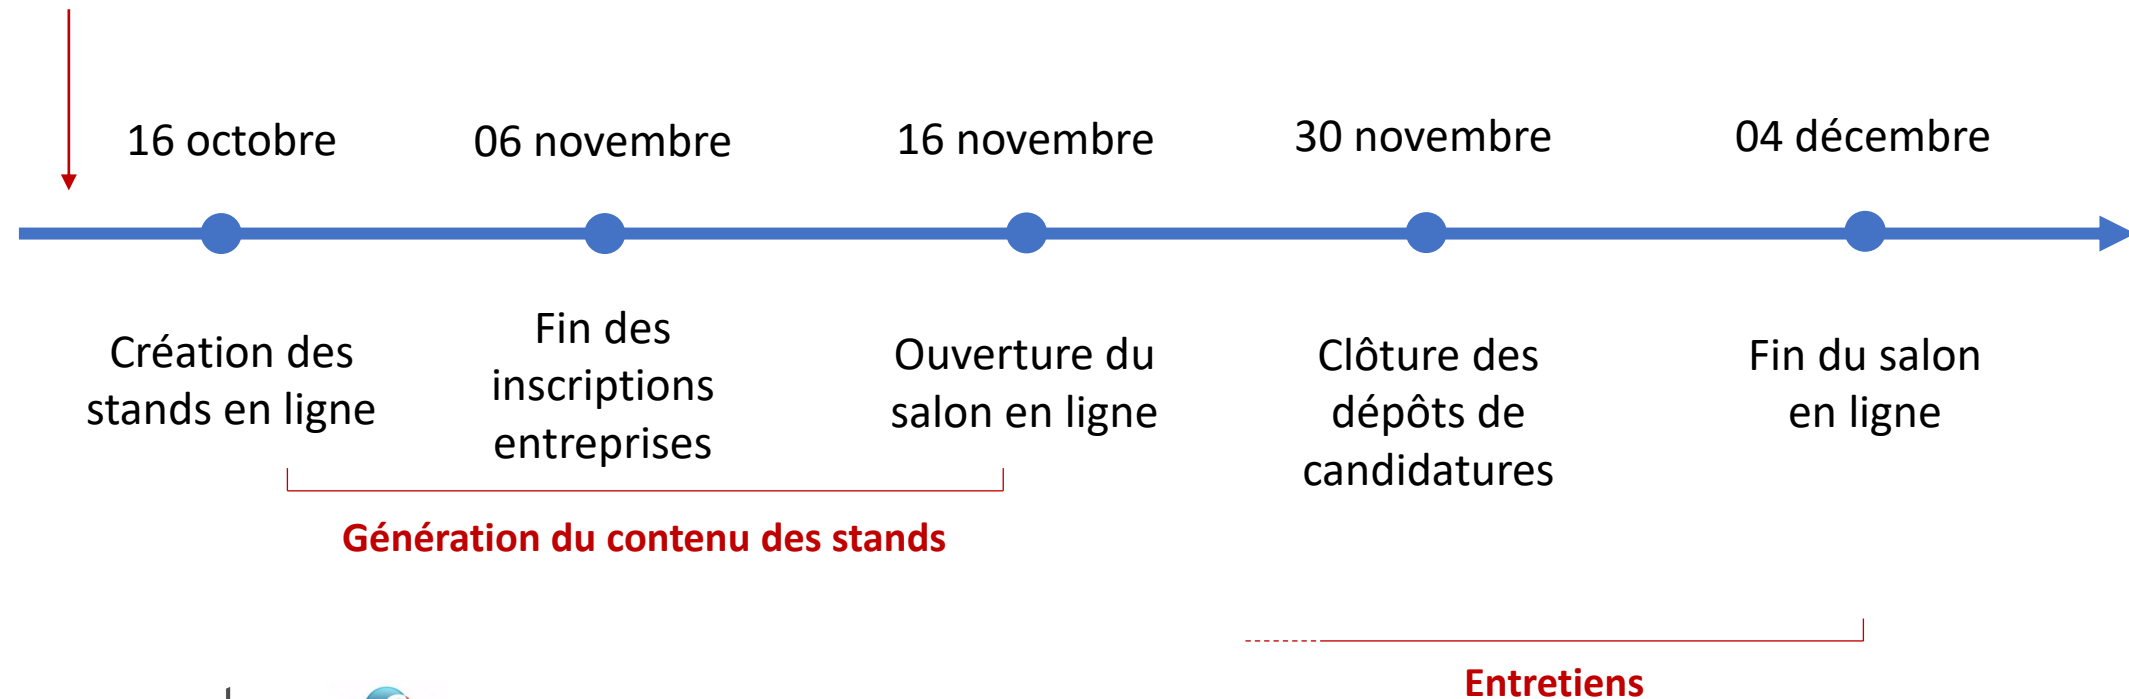 16 octobre
06 novembre
16 novembre
30 novembre
04 décembre
Création des
stands en ligne
Fin des
inscriptions
entreprises
Ouverture du
salon en ligne
Clôture des
dépôts de
candidatures
Fin du salon
en ligne
Génération du contenu des stands
Entretiens